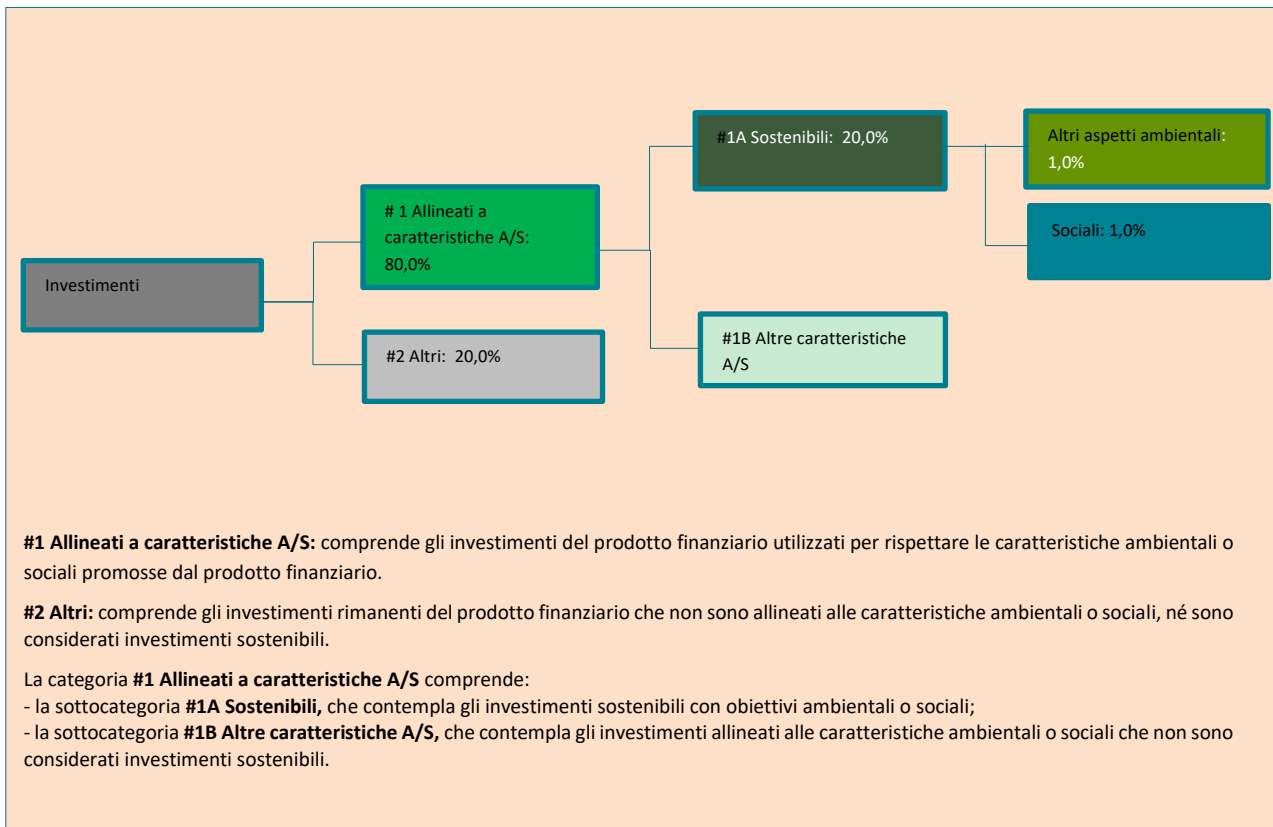 #1A Sostenibili: 20,0%
Altri aspetti ambientali:
1,0%
# 1 Allineati a
caratteristiche A/S:
80,0%
Sociali: 1,0%
Investimenti
#1B Altre caratteristiche
A/S
#2 Altri: 20,0%
#1 Allineati a caratteristiche A/S: comprende gli investimenti del prodotto finanziario utilizzati per rispettare le caratteristiche ambientali o
sociali promosse dal prodotto finanziario.
#2 Altri: comprende gli investimenti rimanenti del prodotto finanziario che non sono allineati alle caratteristiche ambientali o sociali, né sono
considerati investimenti sostenibili.
La categoria #1 Allineati a caratteristiche A/S comprende:
- la sottocategoria #1A Sostenibili, che contempla gli investimenti sostenibili con obiettivi ambientali o sociali;
- la sottocategoria #1B Altre caratteristiche A/S, che contempla gli investimenti allineati alle caratteristiche ambientali o sociali che non sono
considerati investimenti sostenibili.